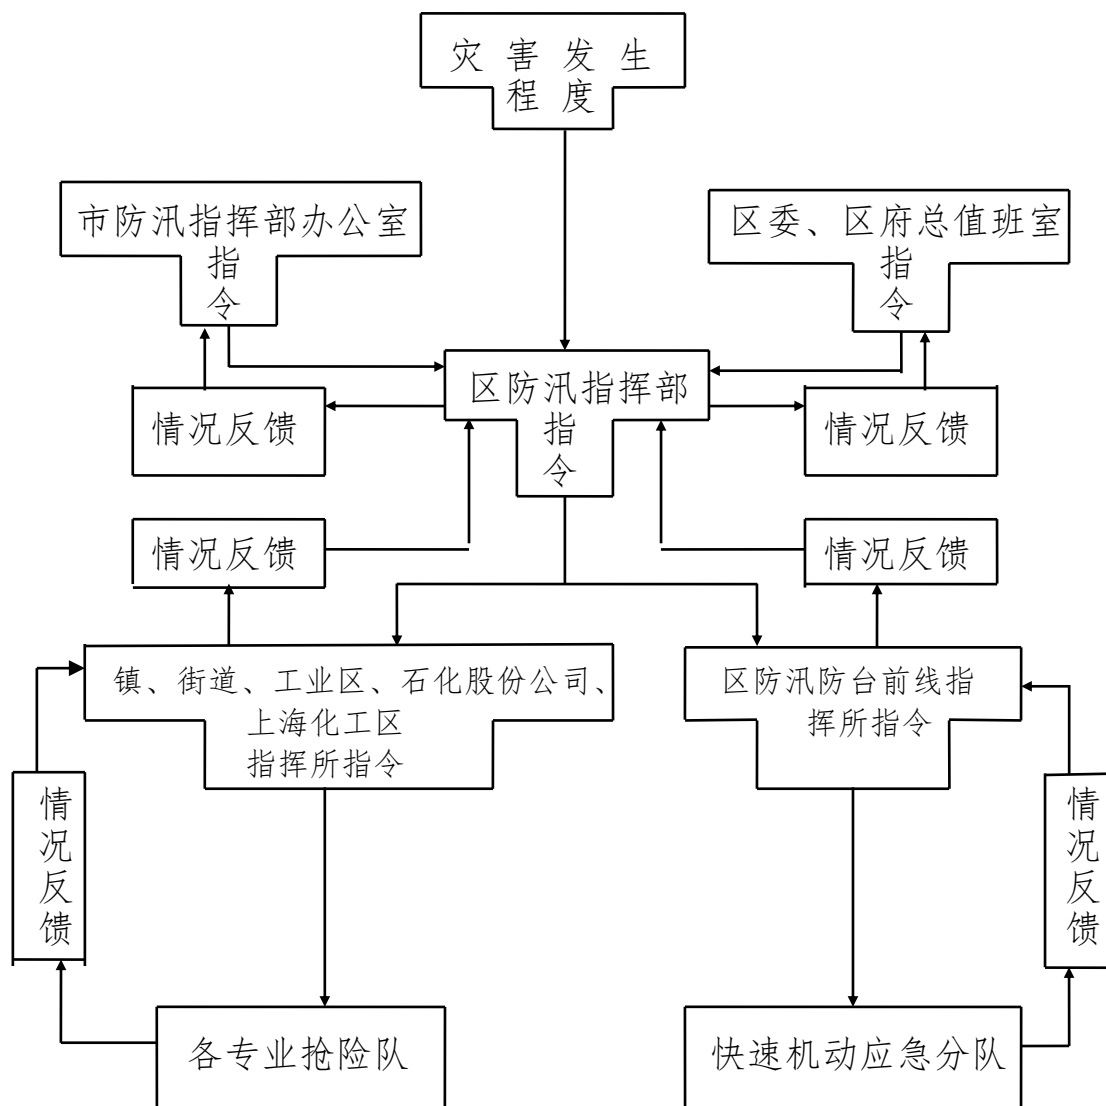 灾 害 发 生
程 度
市防汛指挥部办公室
指
令
区委、区府总值班室
指
令
区防汛指挥部
指
令
情况反馈
情况反馈
情况反馈
情况反馈
镇、街道、工业区、石化股份公司、
上海化工区
指挥所指令
区防汛防台前线指
挥所指令
情
况
反
馈
情
况
反
馈
各专业抢险队
快速机动应急分队